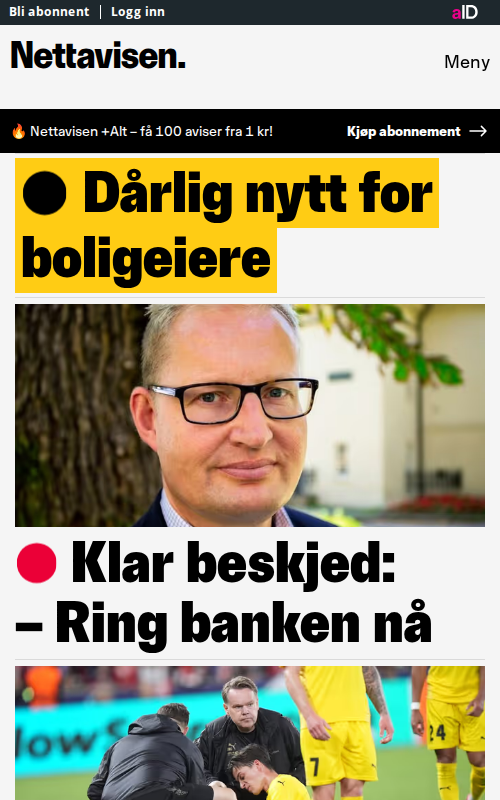 Bli abonnent | Logg inn
aID
Nettavisen.
Meny
🔥 Nettavisen +Alt – få 100 aviser fra 1 kr!
Kjøp abonnement →
Dårlig nytt for
boligeiere
Klar beskjed:
– Ring banken nå
7
24